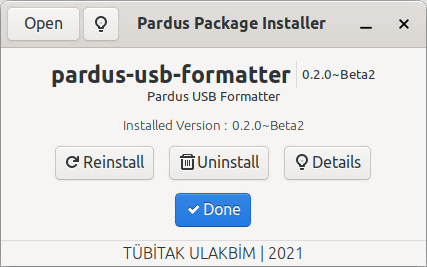 Open Pardus Package Installer
pardus-usb-formatter 0.2.0~Beta2
Pardus USB Formatter
Installed Version : 0.2.0~Beta2
Reinstall Uninstall Details
Done
TÜBİTAK ULAKBİM | 2021